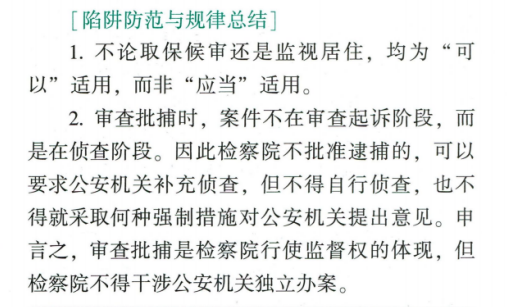 [陷阱防范与规律总结]
1. 不论取保候审还是监视居住，均为“可
以”适用，而非“应当”适用。
2. 审查批捕时，案件不在审查起诉阶段，而
是在侦查阶段。因此检察院不批准逮捕的，可以
要求公安机关补充侦查，但不得自行侦查，也不
得就采取何种强制措施对公安机关提出意见。申
言之，审查批捕是检察院行使监督权的体现，但
检察院不得干涉公安机关独立办案。